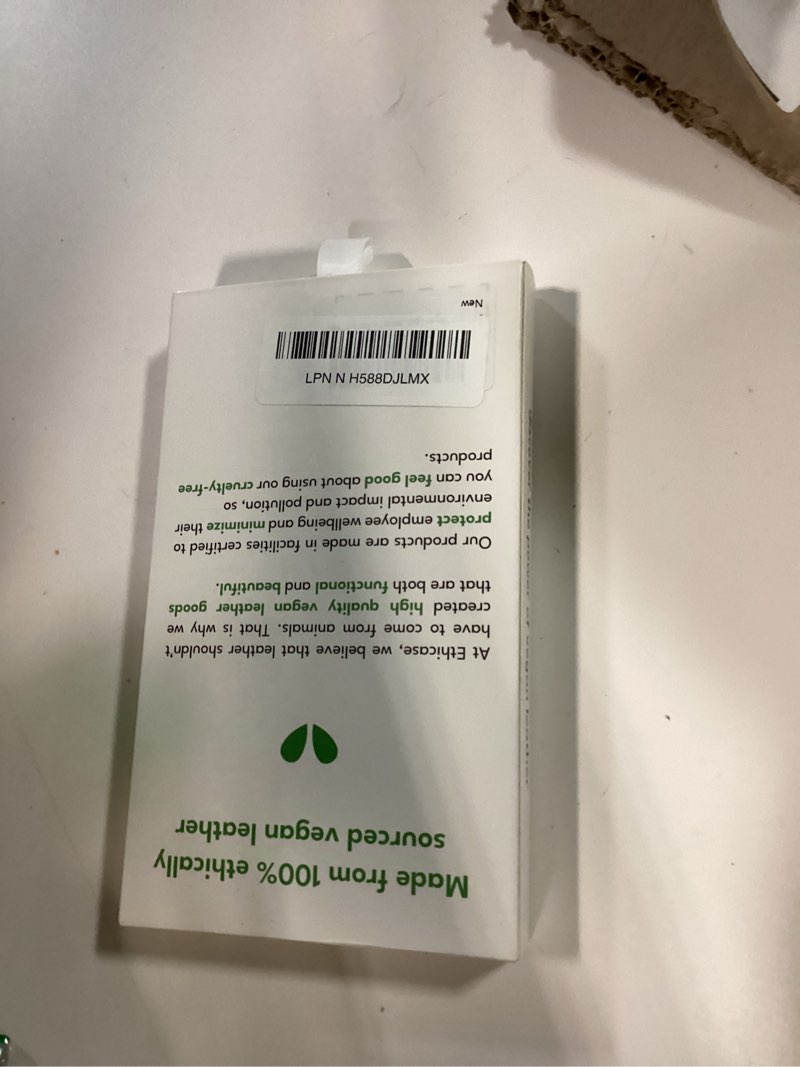 Made from 100% ethically
sourced vegan leather
At Ethicase, we believe that leather shouldn't
have to come from animals. That is why we
created high quality vegan leather goods
that are both functional and beautiful.
Our products are made in facilities certified to
protect employee wellbeing and minimize their
environmental impact and pollution, so
you can feel good about using our cruelty-free
products.
LPN N H588DJLMX
New